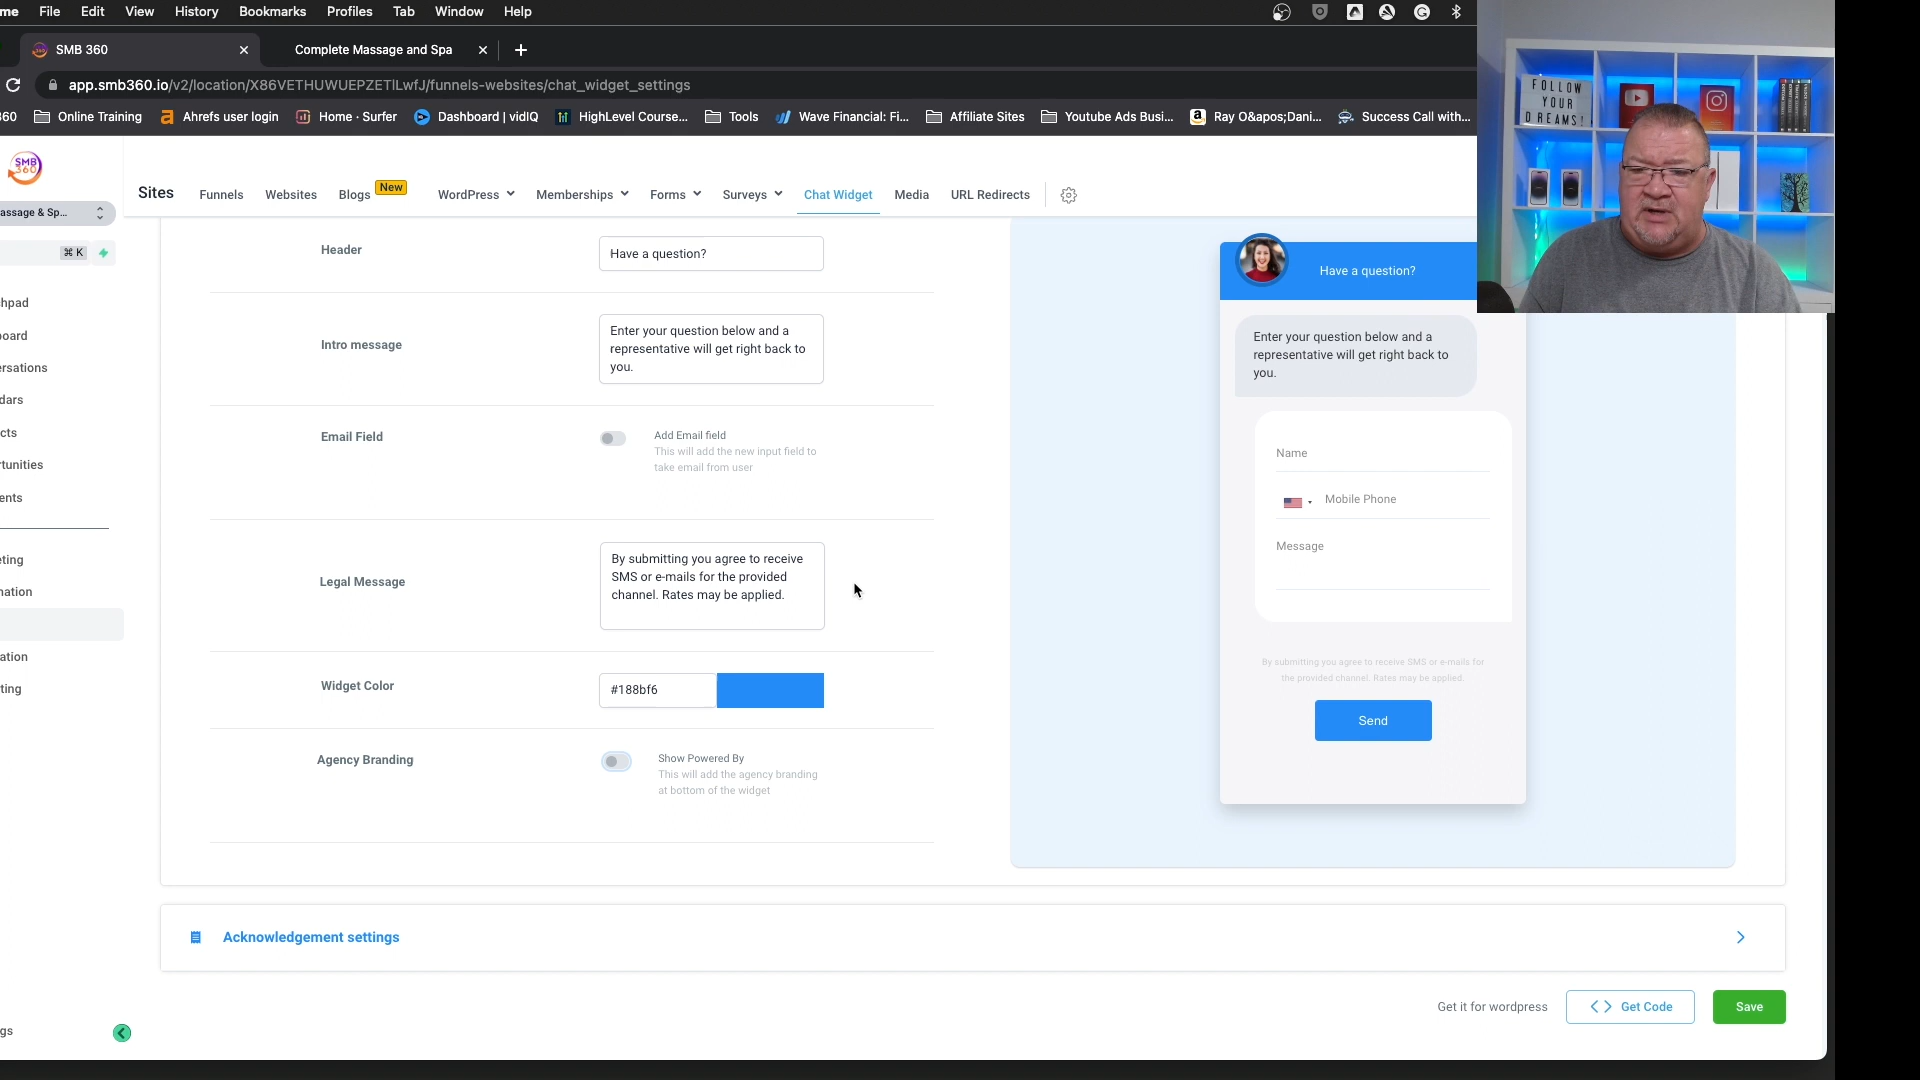 me File Edit View History Bookmarks Profiles Tab Window Help
SMB 360
Complete Massage and Spa
app.smb360.io/v2/location/X86VETHUWUEPZETlLwfJ/funnels-websites/chat_widget_settings
360 Online Training Ahrefs user login Home · Surfer Dashboard | vidIQ HighLevel Course... Tools Wave Financial: Fi... Affiliate Sites Youtube Ads Busi... Ray O&apos;Dani... Success Call with...
FOLLOW
YOUR
DREAMS!
SMB
360
Sites Funnels Websites Blogs New WordPress Memberships Forms Surveys Chat Widget Media URL Redirects
assage & Sp...
⌘ K
hpad
board
ersations
dars
cts
tunities
ents
eting
nation
ation
ting
gs
Header
Have a question?
Intro message
Enter your question below and a
representative will get right back to
you.
Email Field
Add Email field
This will add the new input field to
take email from user
Legal Message
By submitting you agree to receive
SMS or e-mails for the provided
channel. Rates may be applied.
Widget Color
#188bf6
Agency Branding
Show Powered By
This will add the agency branding
at bottom of the widget
Have a question?
Enter your question below and a
representative will get right back to
you.
Name
Mobile Phone
Message
By submitting you agree to receive SMS or e-mails for
the provided channel. Rates may be applied.
Send
Acknowledgement settings
Get it for wordpress
Get Code
Save